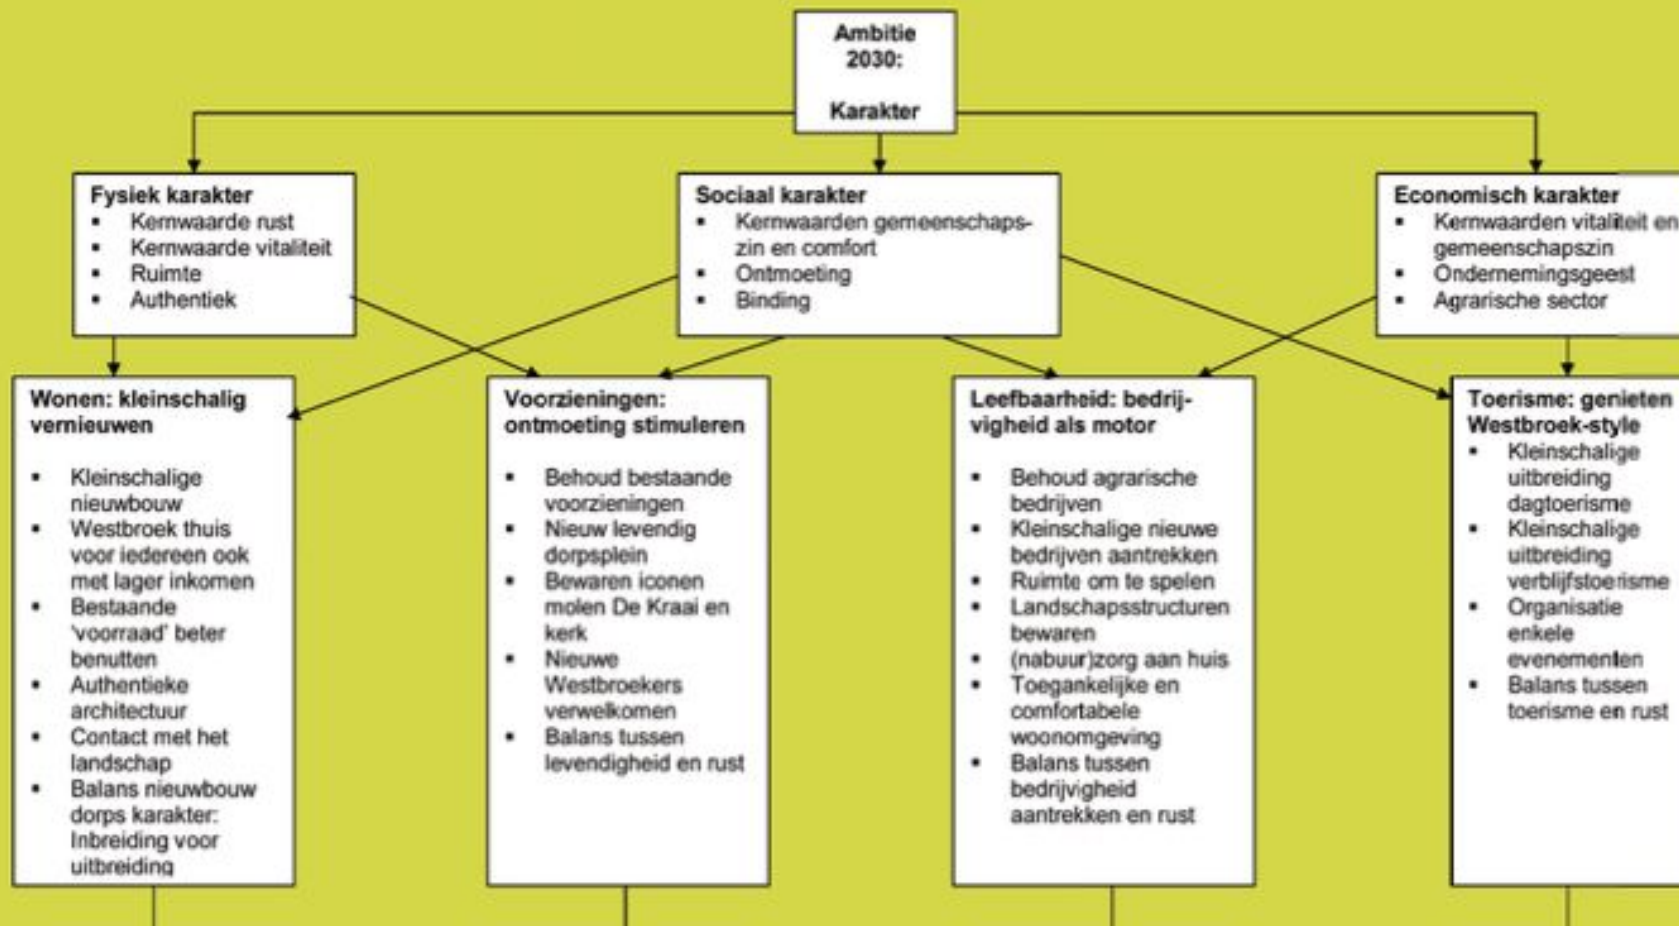 Ambitie
2030:
Karakter
Fysiek karakter
▪ Kernwaarde rust
▪ Kernwaarde vitaliteit
▪ Ruimte
▪ Authentiek
Sociaal karakter
▪ Kernwaarden gemeenschaps-
zin en comfort
▪ Ontmoeting
▪ Binding
Economisch karakter
▪ Kernwaarden vitaliteit en
gemeenschapszin
▪ Ondernemingsgeest
▪ Agrarische sector
Wonen: kleinschalig
vernieuwen
▪ Kleinschalige
nieuwbouw
▪ Westbroek thuis
voor iedereen ook
met lager inkomen
▪ Bestaande
'voorraad' beter
benutten
▪ Authentieke
architectuur
▪ Contact met het
landschap
▪ Balans nieuwbouw
dorps karakter:
Inbreiding voor
uitbreiding
Voorzieningen:
ontmoeting stimuleren
▪ Behoud bestaande
voorzieningen
▪ Nieuw levendig
dorpsplein
▪ Bewaren iconen
molen De Kraai en
kerk
▪ Nieuwe
Westbroekers
verwelkomen
▪ Balans tussen
levendigheid en rust
Leefbaarheid: bedrij-
vigheid als motor
▪ Behoud agrarische
bedrijven
▪ Kleinschalige nieuwe
bedrijven aantrekken
▪ Ruimte om te spelen
▪ Landschapsstructuren
bewaren
▪ (nabuur)zorg aan huis
▪ Toegankelijke en
comfortabele
woonomgeving
▪ Balans tussen
bedrijvigheid
aantrekken en rust
Toerisme: genieten
Westbroek-style
▪ Kleinschalige
uitbreiding
dagtoerisme
▪ Kleinschalige
uitbreiding
verblijfstoerisme
▪ Organisatie
enkele
evenementen
▪ Balans tussen
toerisme en rust